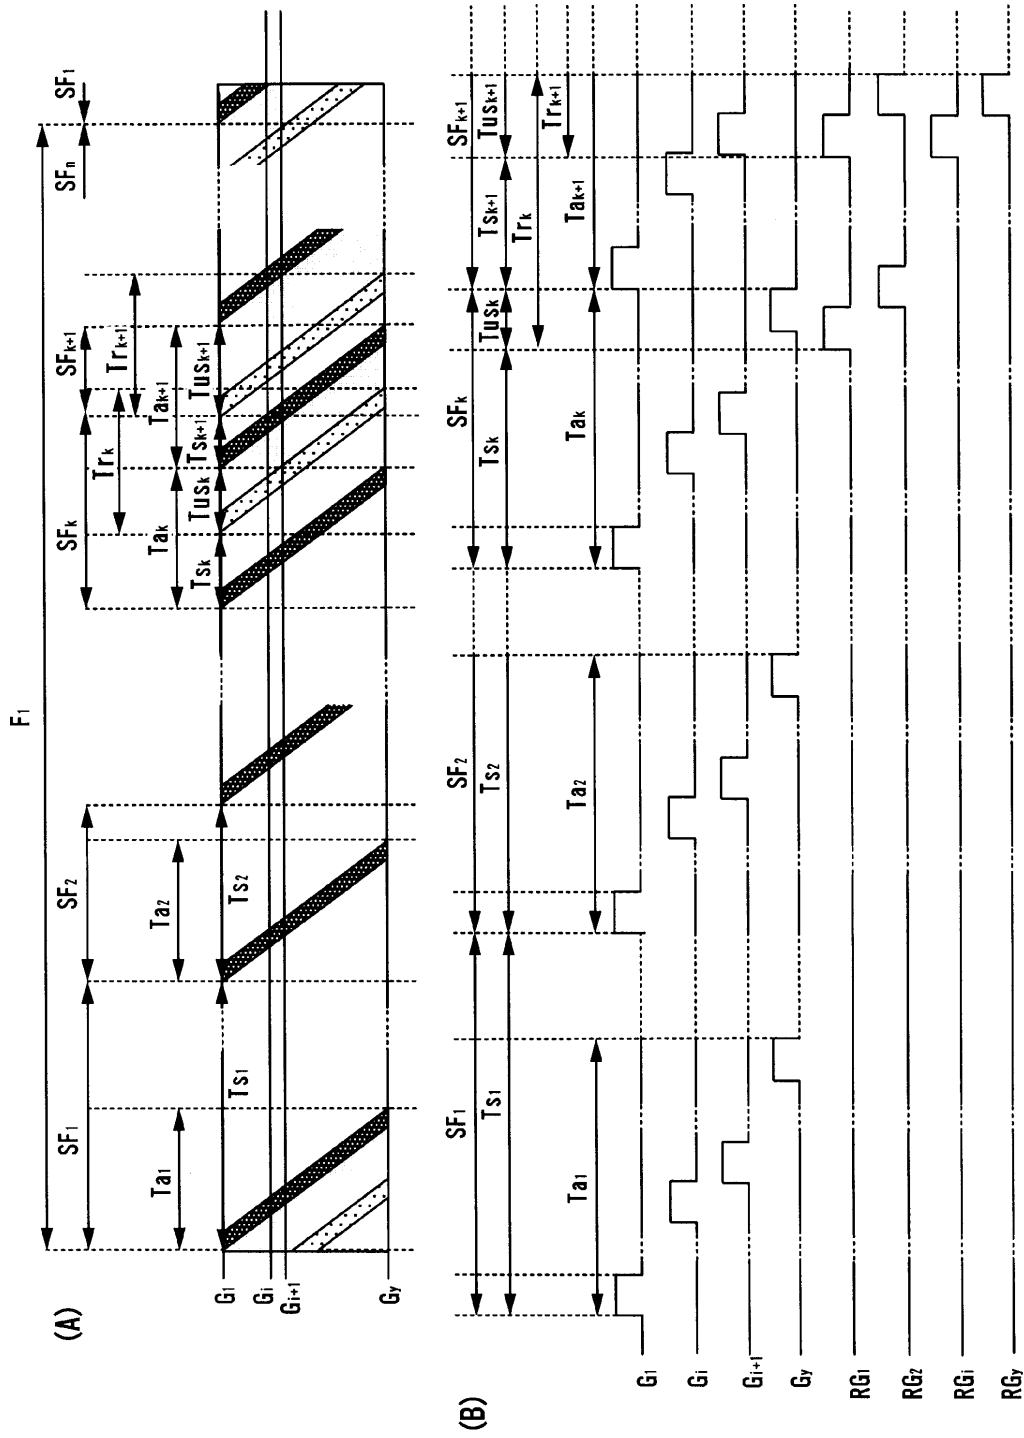 (A)
F1
SF1
SF2
SFk
SFk+1
SFn
SF1
Trk
Trk+1
Ta1
Ta2
Tak
Tak+1
Ts1
Ts2
Tsk
Tusk
Tsk+1
Tusk+1
G1
Gi
Gi+1
Gy
(B)
SF1
SF2
SFk
SFk+1
Ts1
Ts2
Tsk
Tusk
Tsk+1
Tusk+1
Trk
Trk+1
Ta1
Ta2
Tak
Tak+1
G1
Gi
Gi+1
Gy
RG1
RG2
RGi
RGy